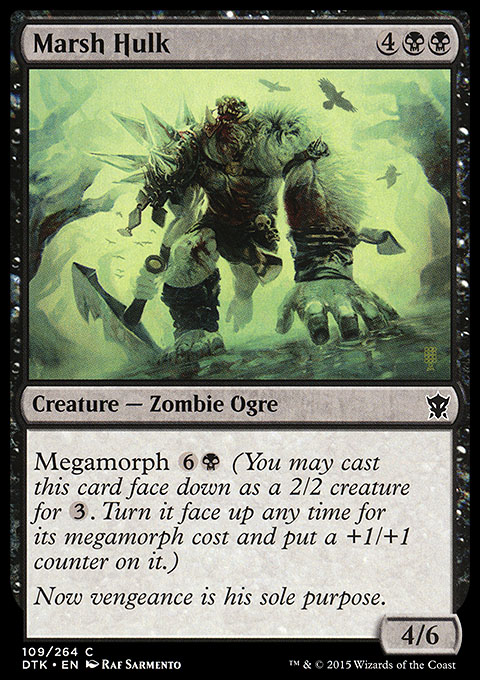 Marsh Hulk 4
Creature — Zombie Ogre
Megamorph 6 (You may cast
this card face down as a 2/2 creature
for 3. Turn it face up any time for
its megamorph cost and put a +1/+1
counter on it.)
Now vengeance is his sole purpose.
4/6
109/264 C
DTK • EN Raf Sarmento
™ & © 2015 Wizards of the Coast